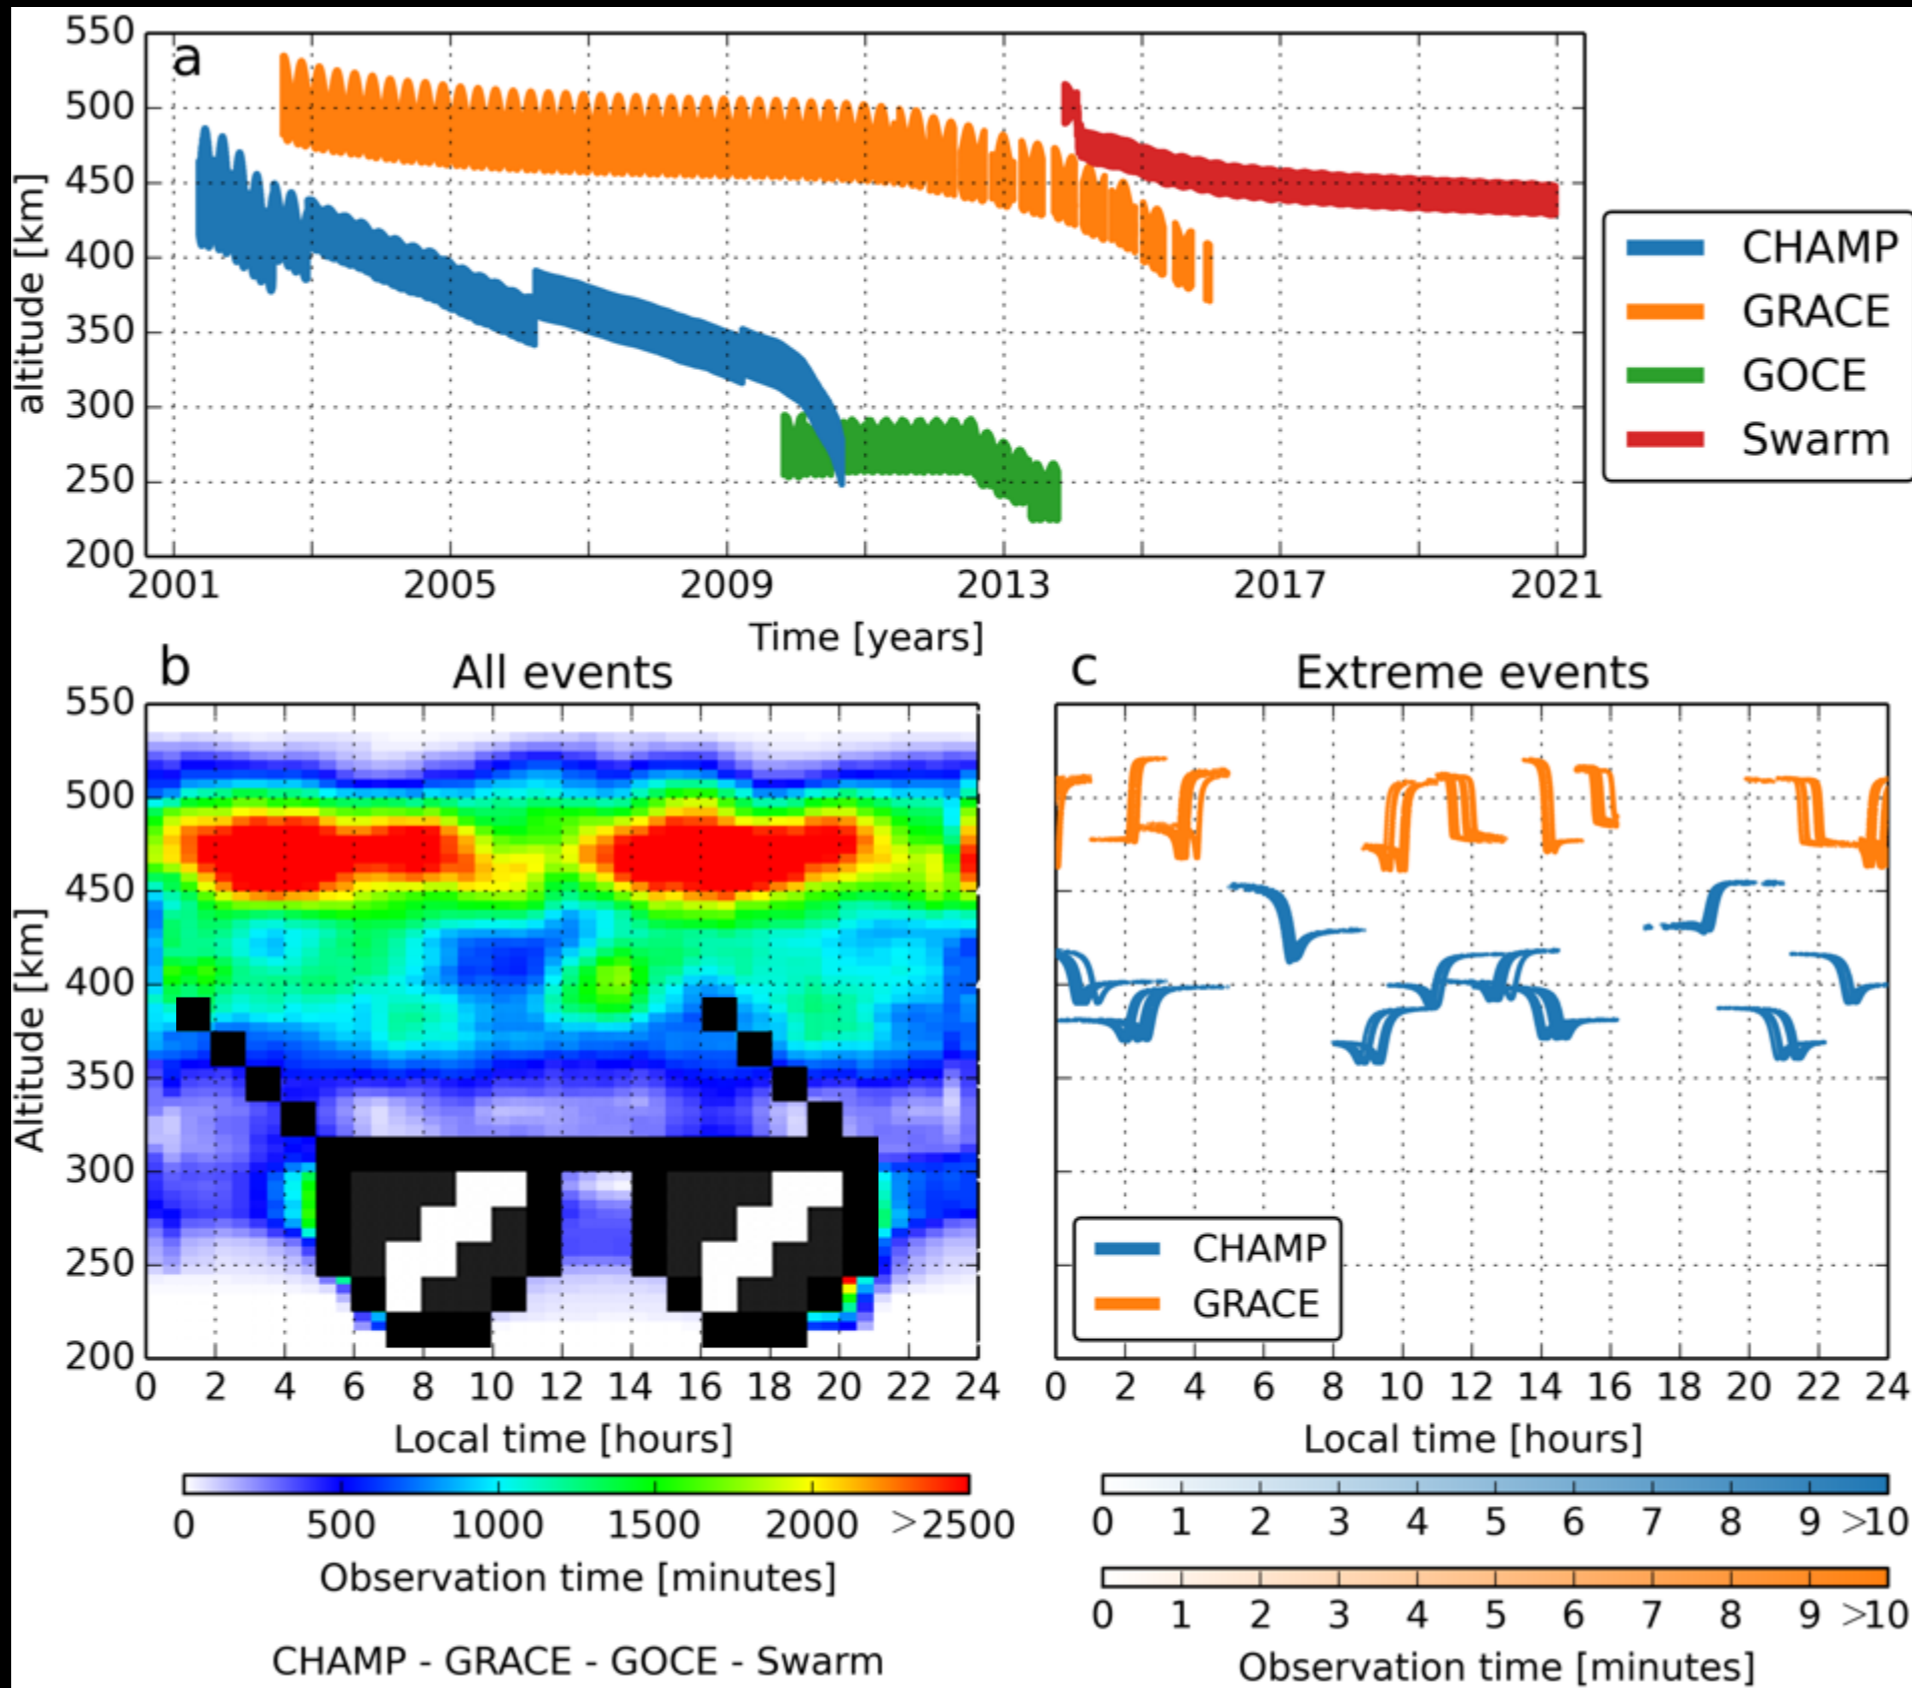 a
550
500
450
400
350
300
250
200
altitude [km]
2001 2005 2009 2013 2017 2021
Time [years]
CHAMP
GRACE
GOCE
Swarm
b All events
550
500
450
400
350
300
250
200
Altitude [km]
0 2 4 6 8 10 12 14 16 18 20 22 24
Local time [hours]
0 500 1000 1500 2000 >2500
Observation time [minutes]
CHAMP - GRACE - GOCE - Swarm
c Extreme events
CHAMP
GRACE
0 2 4 6 8 10 12 14 16 18 20 22 24
Local time [hours]
0 1 2 3 4 5 6 7 8 9 >10
0 1 2 3 4 5 6 7 8 9 >10
Observation time [minutes]